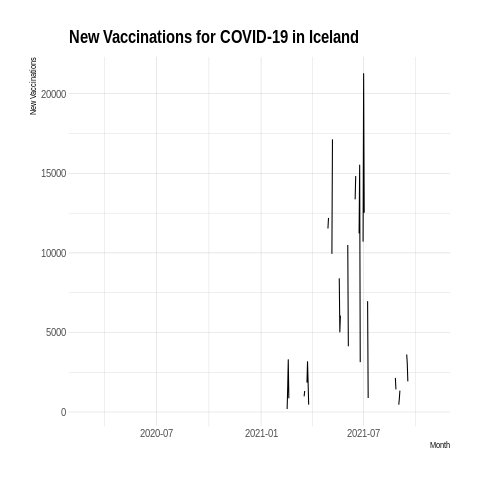 New Vaccinations for COVID-19 in Iceland
New Vaccinations
20000
15000
10000
5000
0
2020-07
2021-01
2021-07
Month